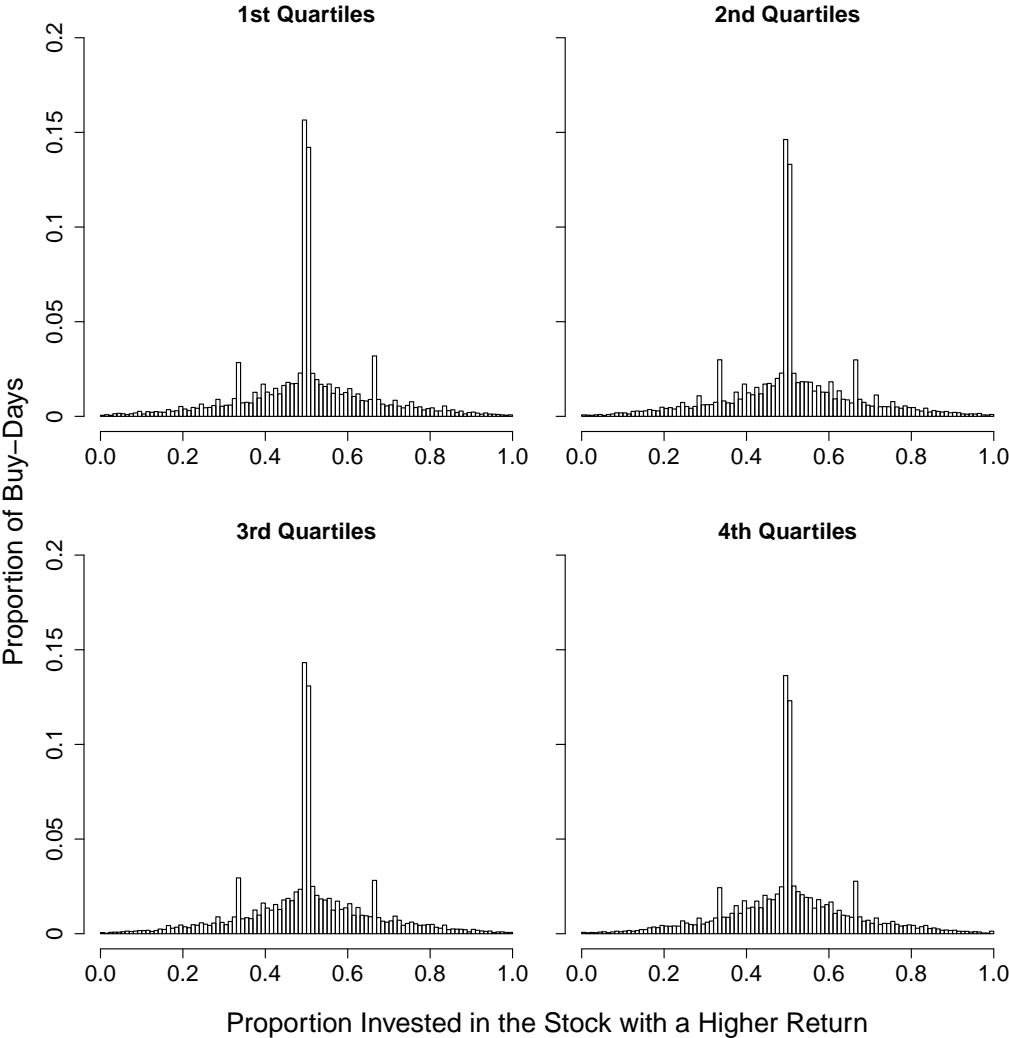 1st Quartiles
2nd Quartiles
0.2
0.15
0.1
0.05
0
0.0 0.2 0.4 0.6 0.8 1.0
0.0 0.2 0.4 0.6 0.8 1.0
3rd Quartiles
4th Quartiles
0.2
0.15
0.1
0.05
0
0.0 0.2 0.4 0.6 0.8 1.0
0.0 0.2 0.4 0.6 0.8 1.0
Proportion of Buy−Days
Proportion Invested in the Stock with a Higher Return